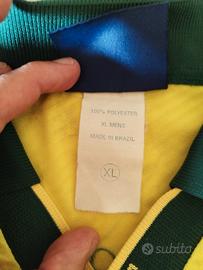 100% POLYESTER
XL MENS
MADE IN BRAZIL
XL
subito